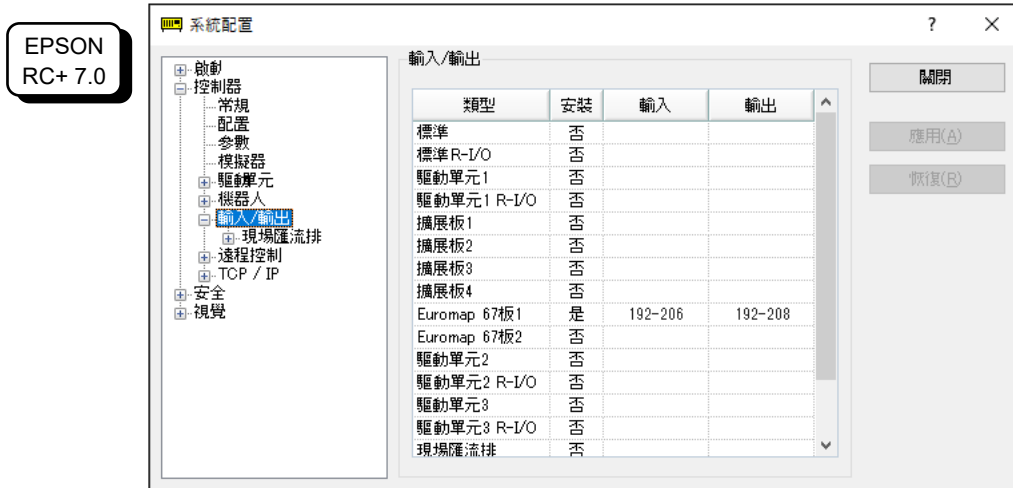 EPSON
RC+ 7.0
系統配置
? ×
啟動
控制器
常規
配置
參數
模擬器
驅動單元
機器人
輸入/輸出
現場匯流排
遠程控制
TCP / IP
安全
視覺
輸入/輸出
類型 安裝 輸入 輸出
標準 否
標準R-I/O 否
驅動單元1 否
驅動單元1 R-I/O 否
擴展板1 否
擴展板2 否
擴展板3 否
擴展板4 否
Euromap 67板1 是 192-206 192-208
Euromap 67板2 否
驅動單元2 否
驅動單元2 R-I/O 否
驅動單元3 否
驅動單元3 R-I/O 否
現場匯流排 否
關閉
應用(A)
恢復(R)